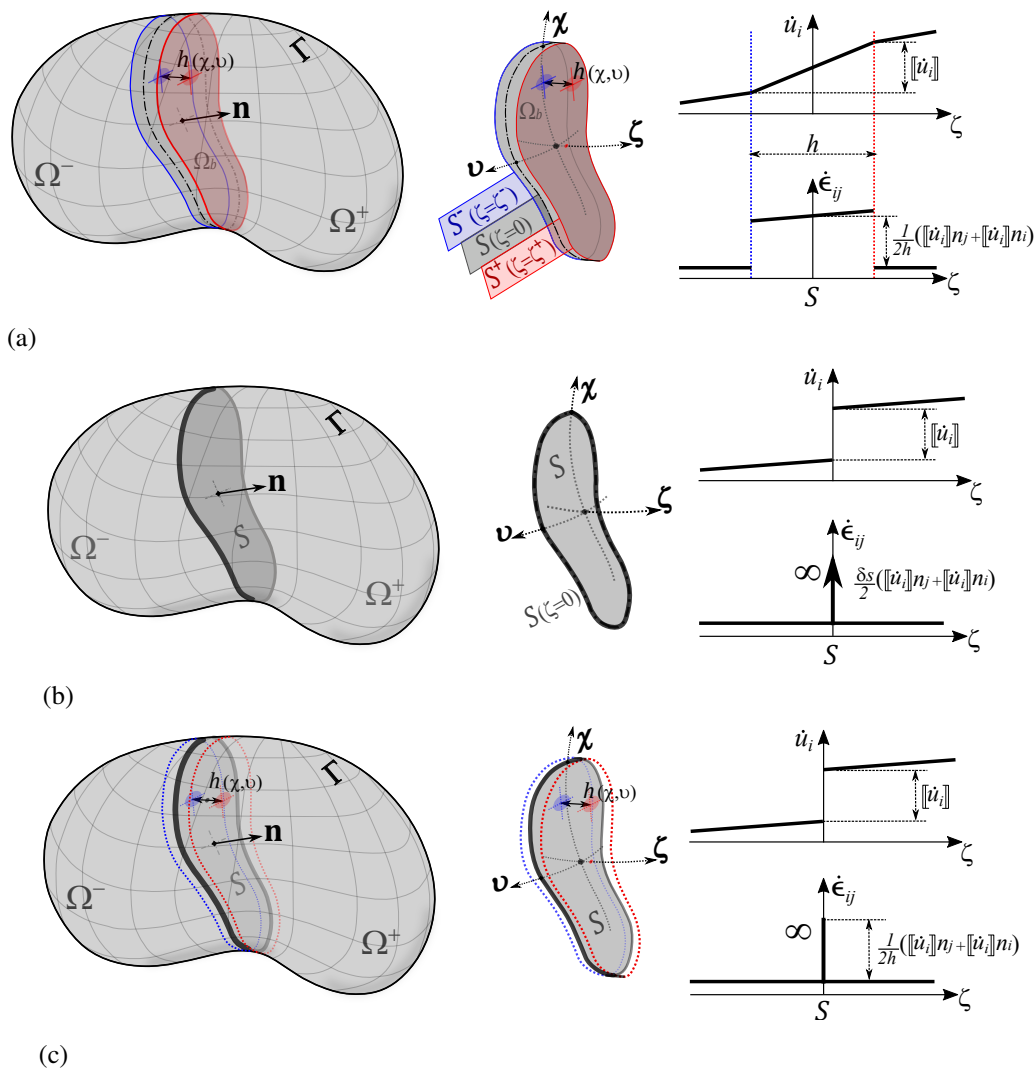 Γ
h(χ,υ)
n
Ω_b
Ω⁻
Ω⁺
χ
h(χ,υ)
Ω_b
ζ
υ
S⁻ (ζ=ζ⁻)
S(ζ=0)
S⁺(ζ=ζ⁺)
u̇ᵢ
⟦u̇ᵢ⟧
ζ
h
ϵ̇ᵢⱼ
1/2h(⟦u̇ᵢ⟧nⱼ+⟦u̇ⱼ⟧nᵢ)
ζ
S
(a)
Γ
n
S
Ω⁻
Ω⁺
χ
S
ζ
υ
S(ζ=0)
u̇ᵢ
⟦u̇ᵢ⟧
ζ
ϵ̇ᵢⱼ
∞
δs/2(⟦u̇ᵢ⟧nⱼ+⟦u̇ᵢ⟧nᵢ)
ζ
S
(b)
Γ
h(χ,υ)
n
S
Ω⁻
Ω⁺
χ
h(χ,υ)
ζ
υ
S
u̇ᵢ
⟦u̇ᵢ⟧
ζ
ϵ̇ᵢⱼ
∞
1/2h(⟦u̇ᵢ⟧nⱼ+⟦u̇ᵢ⟧nᵢ)
ζ
S
(c)